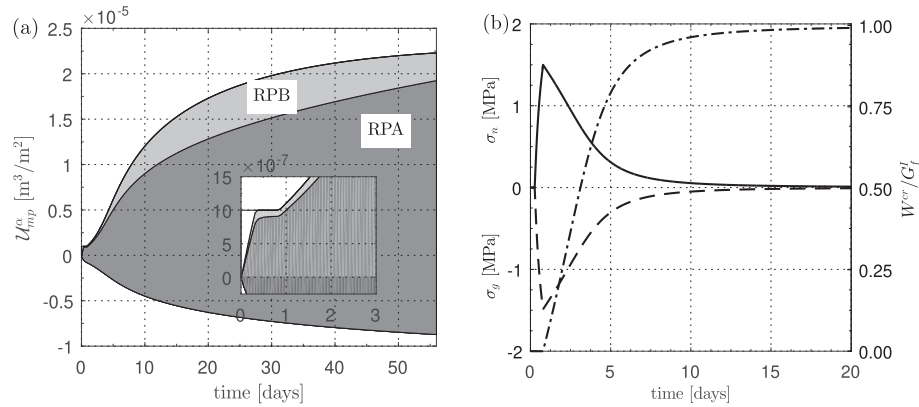 (a)
×10⁻⁵
2.5
2
1.5
1
0.5
0
-0.5
-1
𝒰ᵅₘₚ [m³/m²]
RPB
RPA
×10⁻⁷
15
10
5
0
0 1 2 3
0 10 20 30 40 50
time [days]
(b)
2
1
0
-1
-2
σₙ [MPa]
σ_g [MPa]
1.00
0.75
0.50
0.25
0.00
W^{cr}/G_f^I
0 5 10 15 20
time [days]